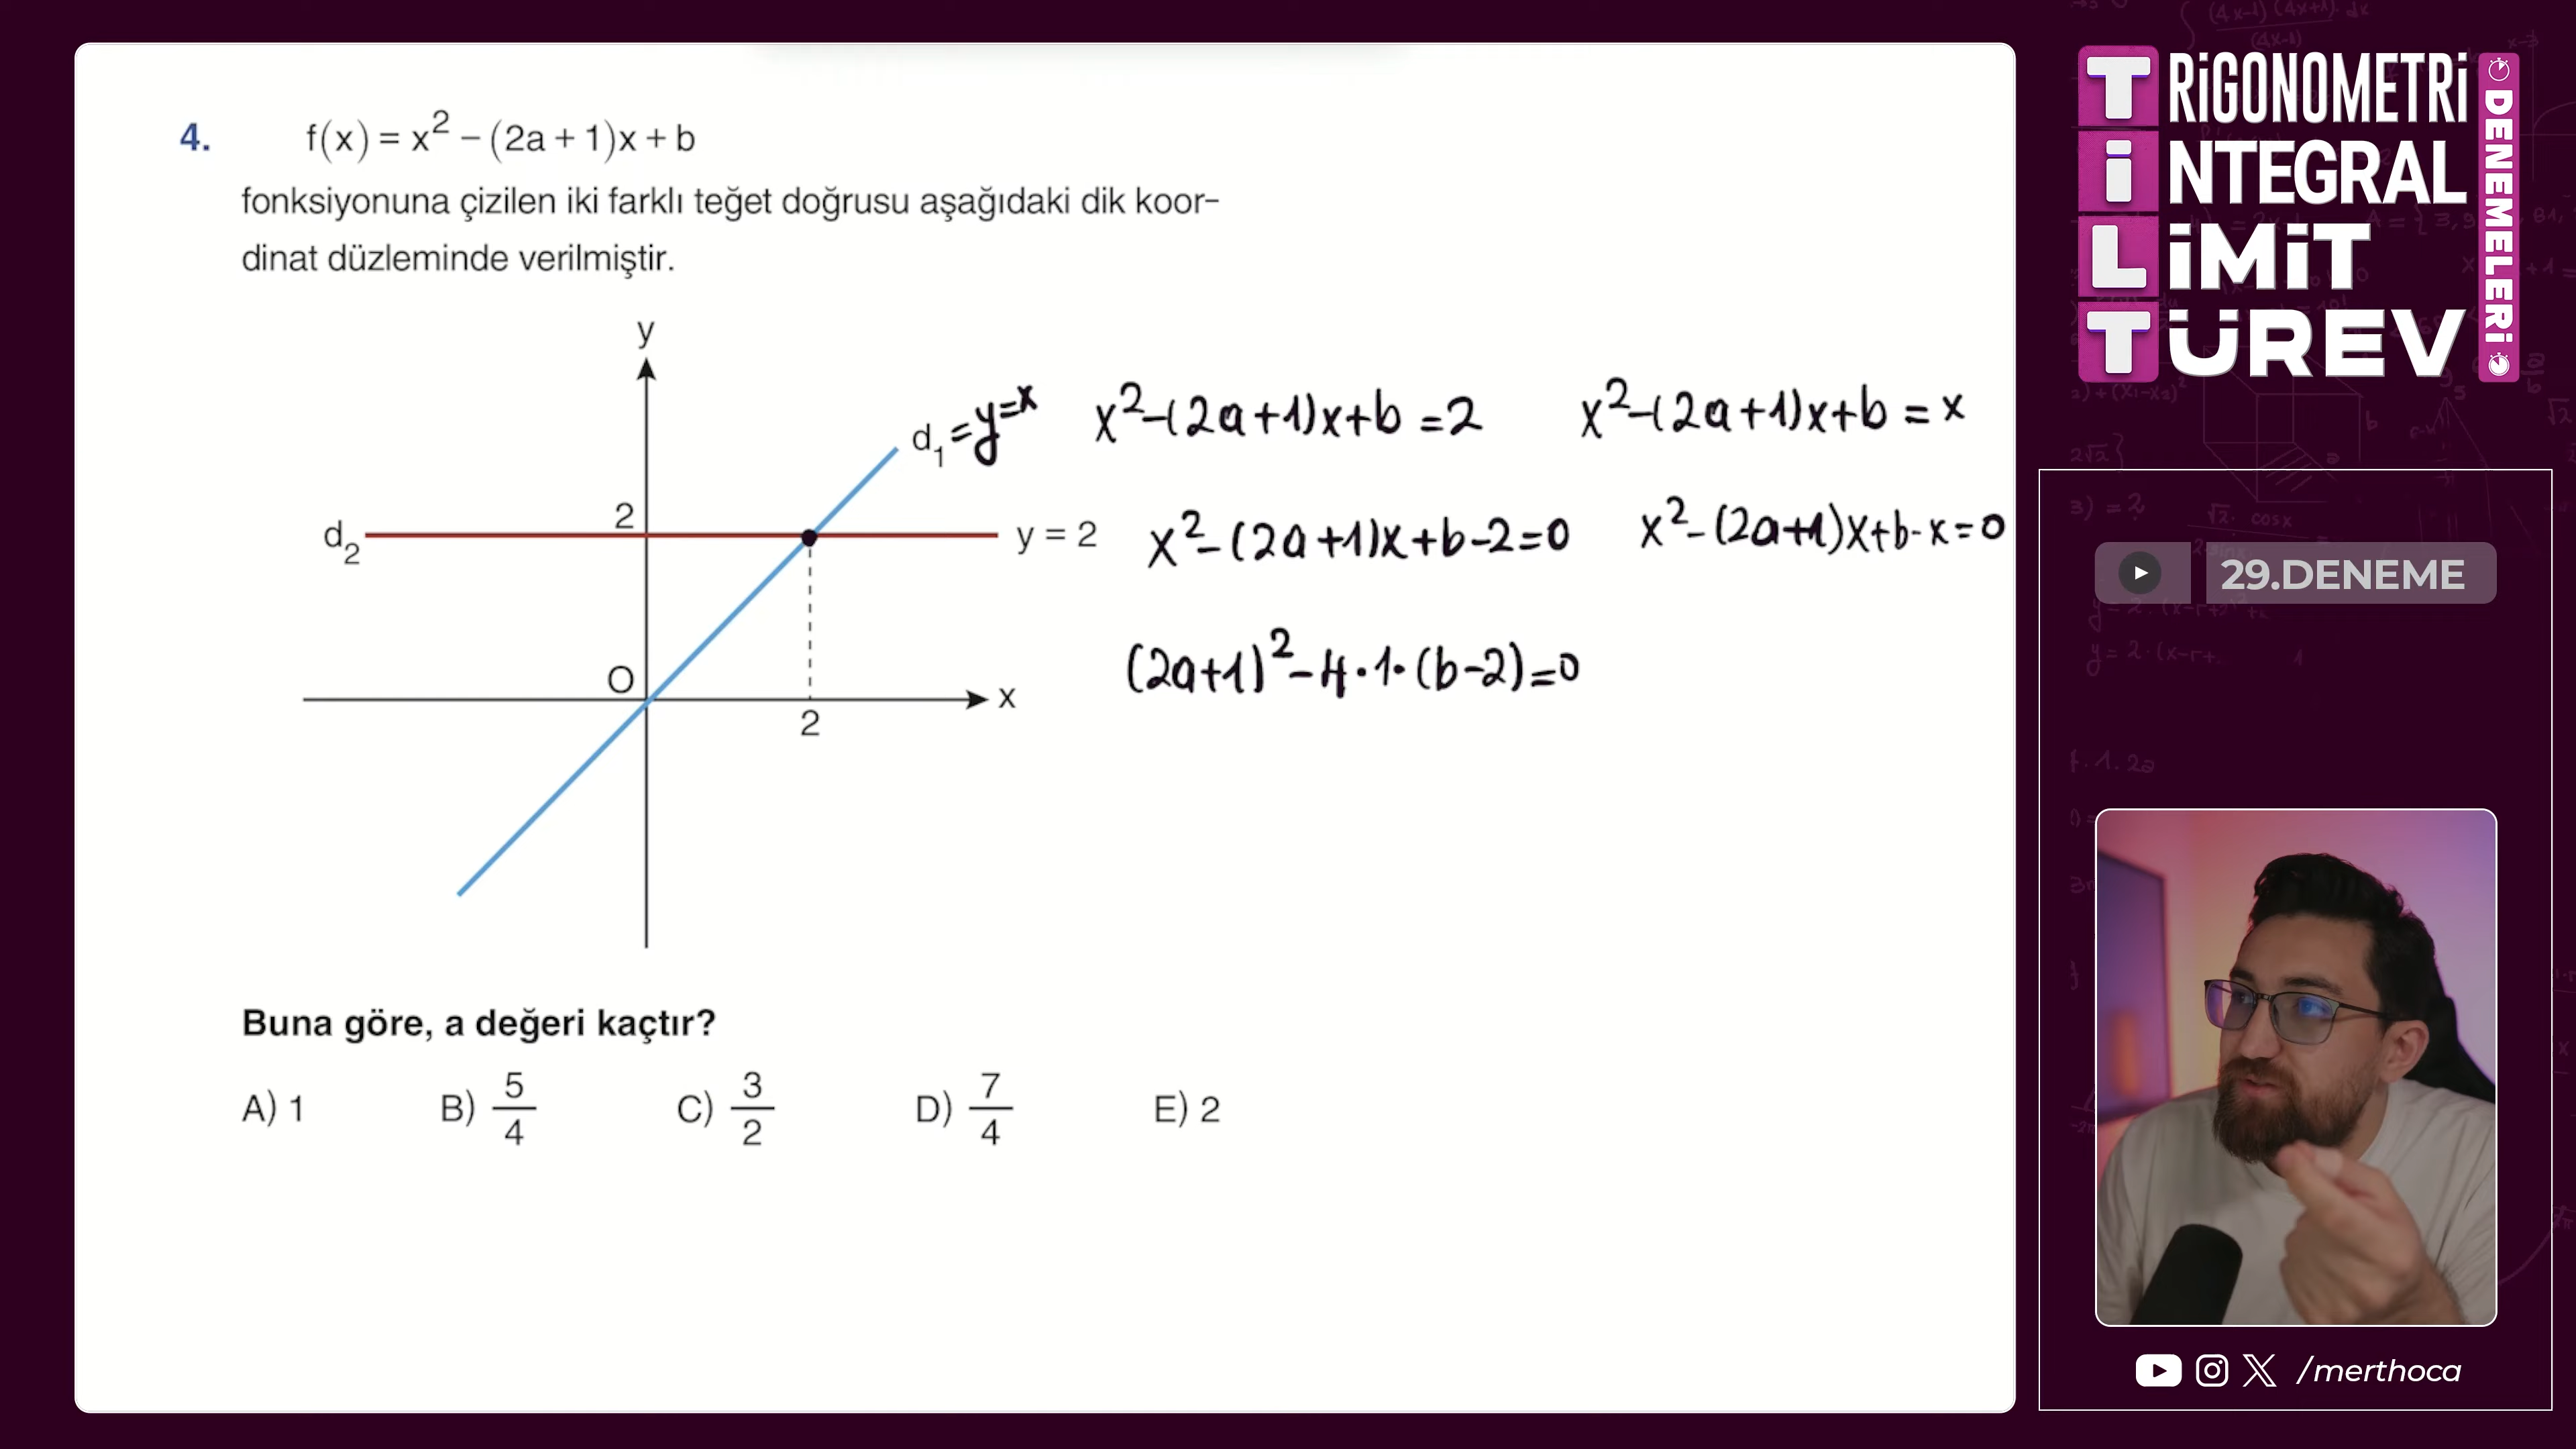 4. f(x) = x² − (2a + 1)x + b
fonksiyonuna çizilen iki farklı teğet doğrusu aşağıdaki dik koor-
dinat düzleminde verilmiştir.
y
d₁ = y=x
2
d₂
y = 2
O
x
2
x²-(2a+1)x+b = 2
x²-(2a+1)x+b-2=0
(2a+1)²-4·1·(b-2)=0
x²-(2a+1)x+b = x
x²-(2a+1)x+b-x=0
Buna göre, a değeri kaçtır?
A) 1 B) 5/4 C) 3/2 D) 7/4 E) 2
TRİGONOMETRİ
İNTEGRAL
LİMİT
TÜREV
DENEMELERİ
29.DENEME
/merthoca